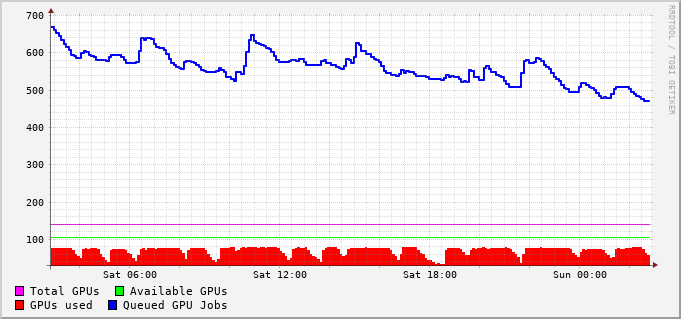 700
600
500
400
300
200
100
Sat 06:00 Sat 12:00 Sat 18:00 Sun 00:00
Total GPUs Available GPUs
GPUs used Queued GPU Jobs
RRDTOOL / TOBI OETIKER